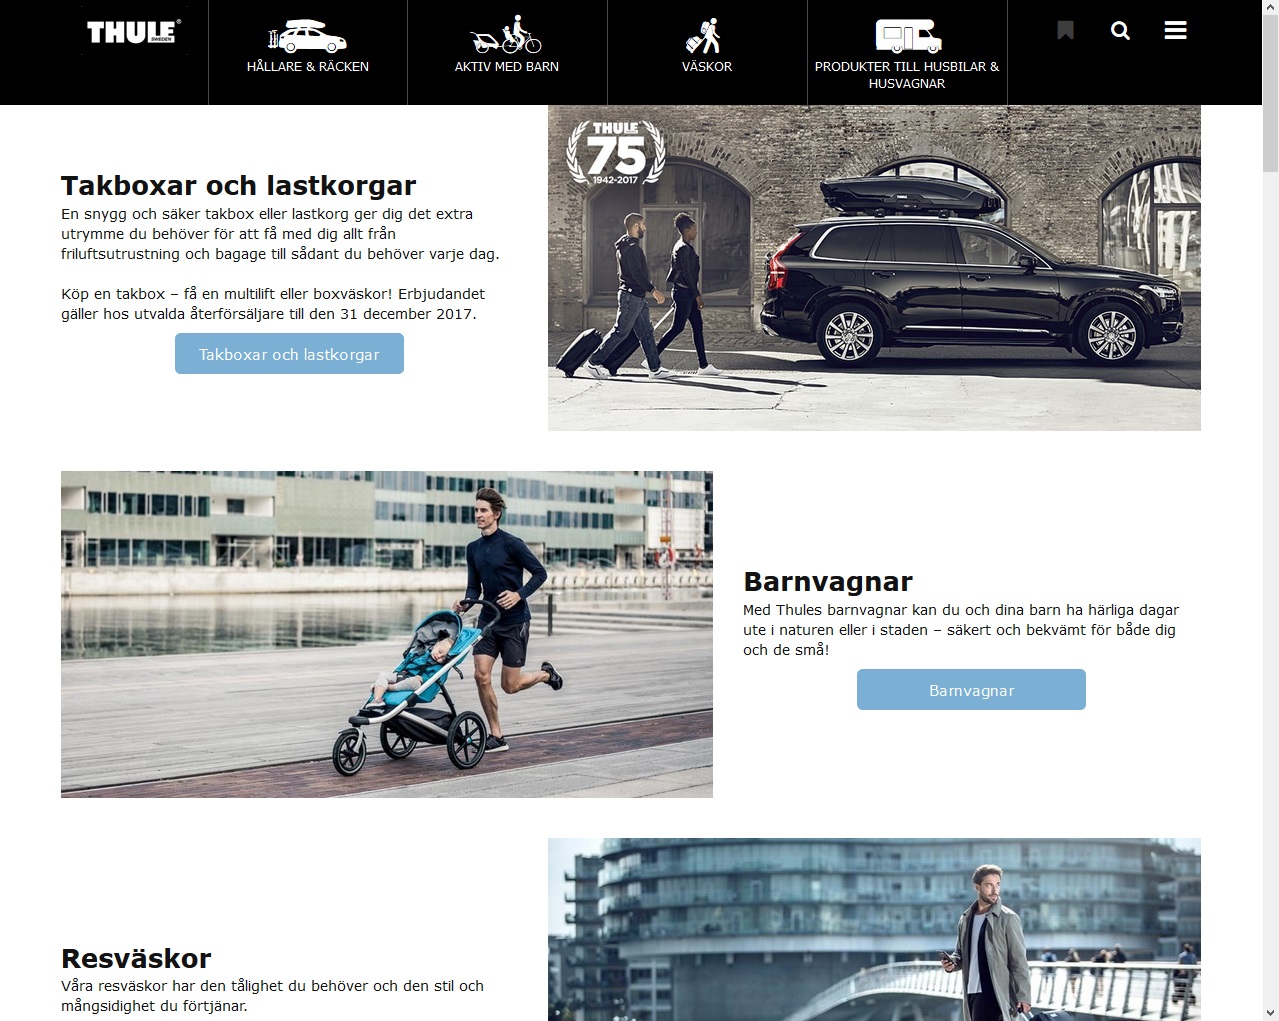 THULE
SWEDEN
HÅLLARE & RÄCKEN
AKTIV MED BARN
VÄSKOR
PRODUKTER TILL HUSBILAR &
HUSVAGNAR
THULE
75
1942-2017
Takboxar och lastkorgar
En snygg och säker takbox eller lastkorg ger dig det extra
utrymme du behöver för att få med dig allt från
friluftsutrustning och bagage till sådant du behöver varje dag.
Köp en takbox – få en multilift eller boxväskor! Erbjudandet
gäller hos utvalda återförsäljare till den 31 december 2017.
Takboxar och lastkorgar
Barnvagnar
Med Thules barnvagnar kan du och dina barn ha härliga dagar
ute i naturen eller i staden – säkert och bekvämt för både dig
och de små!
Barnvagnar
Resväskor
Våra resväskor har den tålighet du behöver och den stil och
mångsidighet du förtjänar.